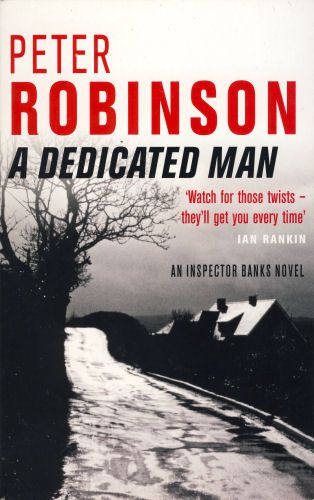 PETER
ROBINSON
A DEDICATED MAN
‘Watch for those twists –
they’ll get you every time’
IAN RANKIN
AN INSPECTOR BANKS NOVEL